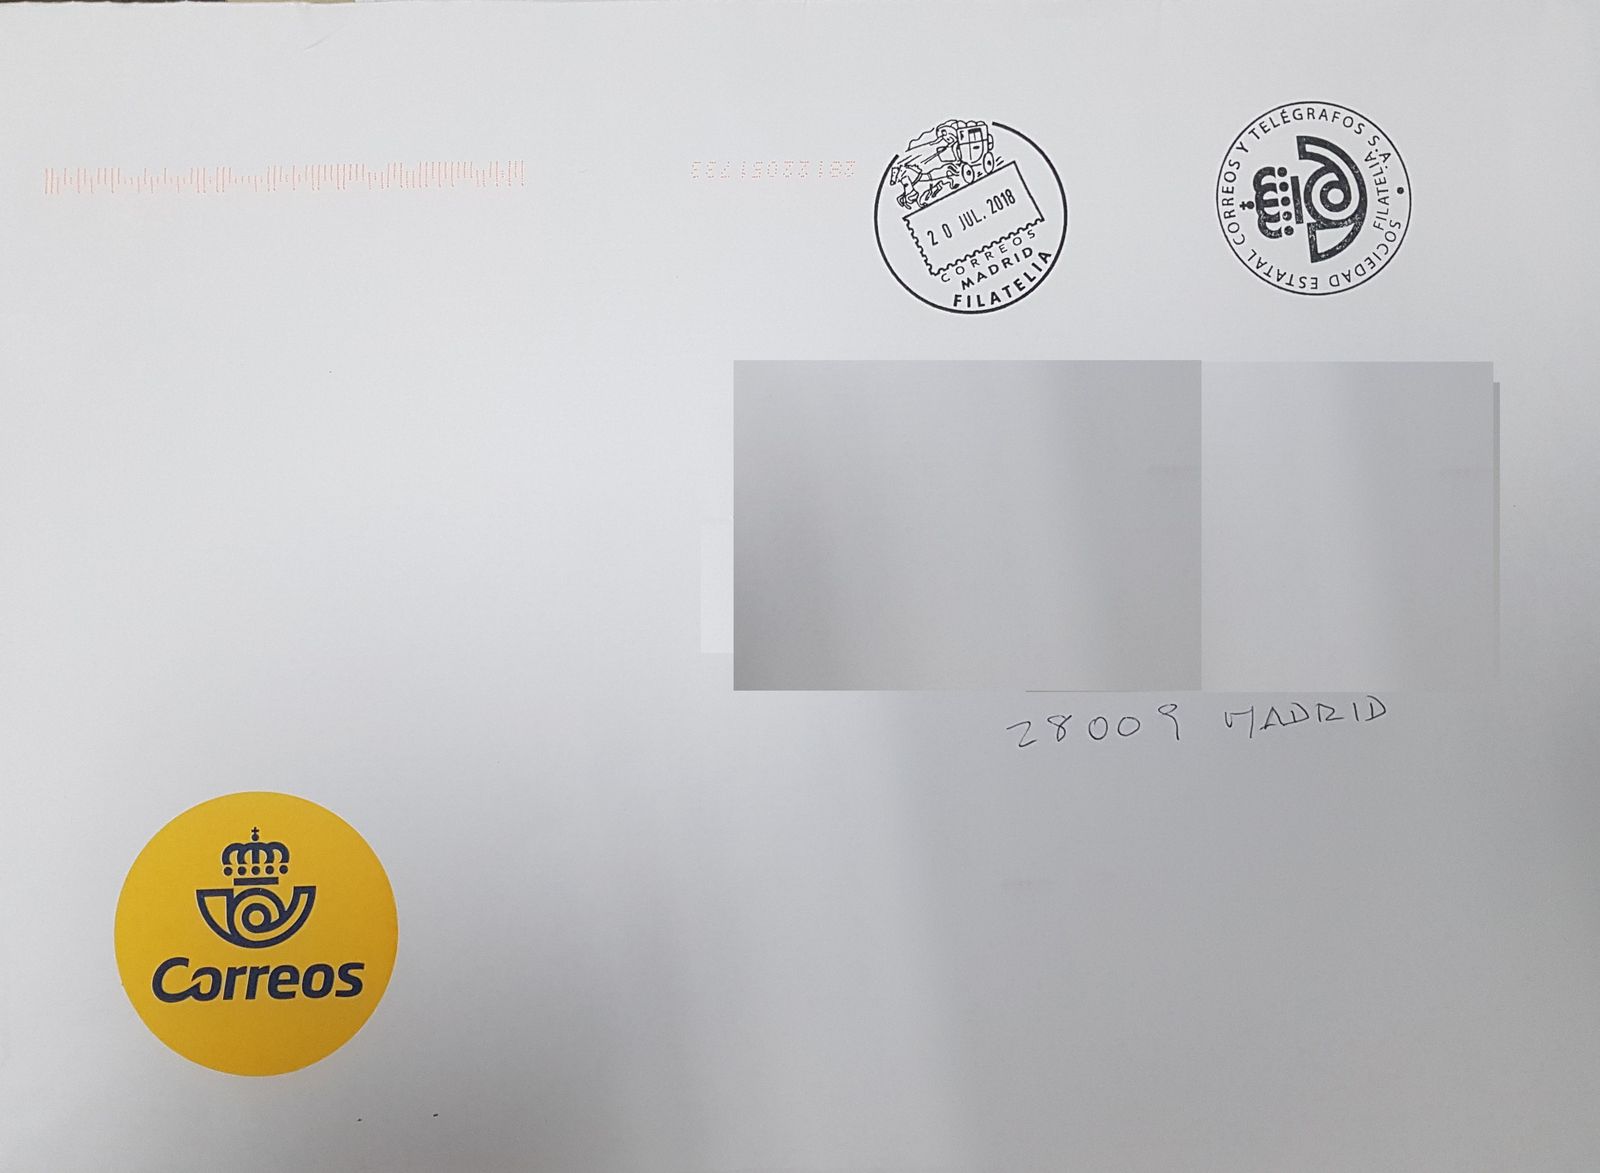 20 JUL. 2018
CORREOS
MADRID
FILATELIA
SOCIEDAD ESTATAL CORREOS Y TELÉGRAFOS S.A.
FILATELIA
28009 MADRID
Correos